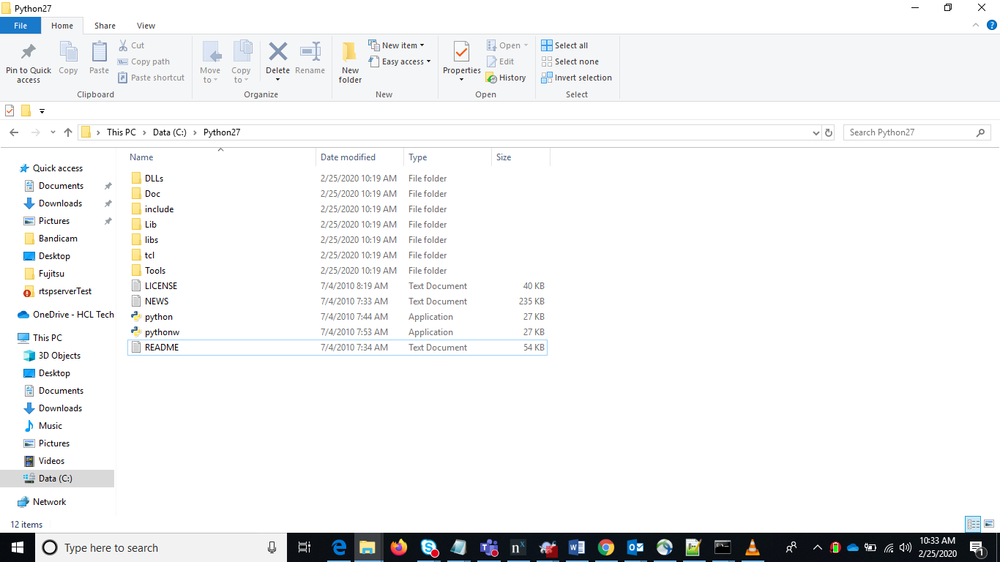 Python27
File Home Share View
Pin to Quick access
Copy
Paste
Cut
Copy path
Paste shortcut
Clipboard
Move to
Copy to
Delete
Rename
Organize
New folder
New item
Easy access
New
Properties
Open
Edit
History
Open
Select all
Select none
Invert selection
Select
This PC > Data (C:) > Python27
Search Python27
Name Date modified Type Size
DLLs 2/25/2020 10:19 AM File folder
Doc 2/25/2020 10:19 AM File folder
include 2/25/2020 10:19 AM File folder
Lib 2/25/2020 10:19 AM File folder
libs 2/25/2020 10:19 AM File folder
tcl 2/25/2020 10:19 AM File folder
Tools 2/25/2020 10:19 AM File folder
LICENSE 7/4/2010 8:19 AM Text Document 40 KB
NEWS 7/4/2010 7:33 AM Text Document 235 KB
python 7/4/2010 7:44 AM Application 27 KB
pythonw 7/4/2010 7:53 AM Application 27 KB
README 7/4/2010 7:34 AM Text Document 54 KB
Quick access
Documents
Downloads
Pictures
Bandicam
Desktop
Fujitsu
rtspserverTest
OneDrive - HCL Tech
This PC
3D Objects
Desktop
Documents
Downloads
Music
Pictures
Videos
Data (C:)
Network
12 items
Type here to search
10:33 AM
2/25/2020
1